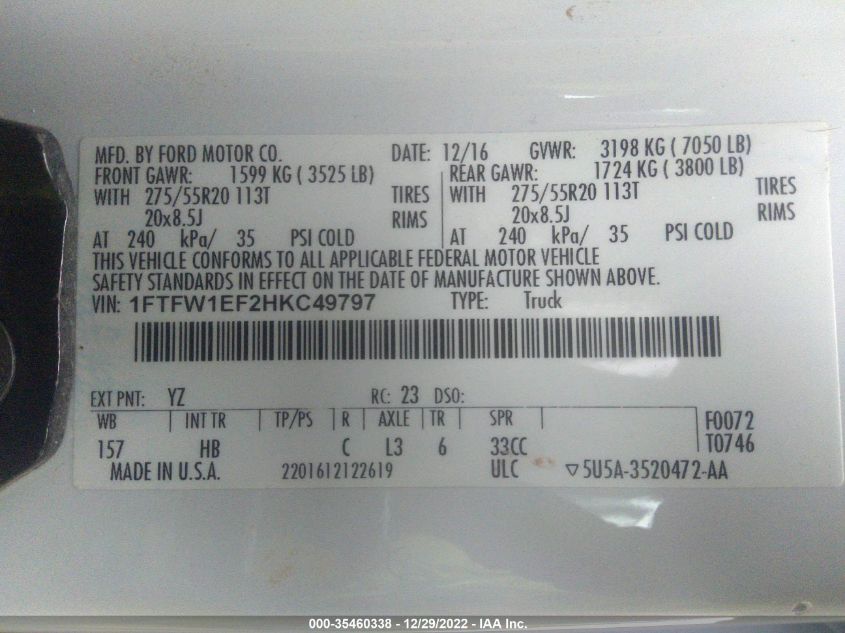 MFD. BY FORD MOTOR CO. DATE: 12/16 GVWR: 3198 KG ( 7050 LB)
FRONT GAWR: 1599 KG ( 3525 LB) REAR GAWR: 1724 KG ( 3800 LB)
WITH 275/55R20 113T TIRES WITH 275/55R20 113T TIRES
20x8.5J RIMS 20x8.5J RIMS
AT 240 kPa/ 35 PSI COLD AT 240 kPa/ 35 PSI COLD
THIS VEHICLE CONFORMS TO ALL APPLICABLE FEDERAL MOTOR VEHICLE
SAFETY STANDARDS IN EFFECT ON THE DATE OF MANUFACTURE SHOWN ABOVE.
VIN: 1FTFW1EF2HKC49797 TYPE: Truck
EXT PNT: YZ RC: 23 DSO:
WB INT TR TP/PS R AXLE TR SPR F0072
157 HB C L3 6 33CC T0746
MADE IN U.S.A. 2201612122619 ULC ▽5U5A-3520472-AA
000-35460338 - 12/29/2022 - IAA Inc.